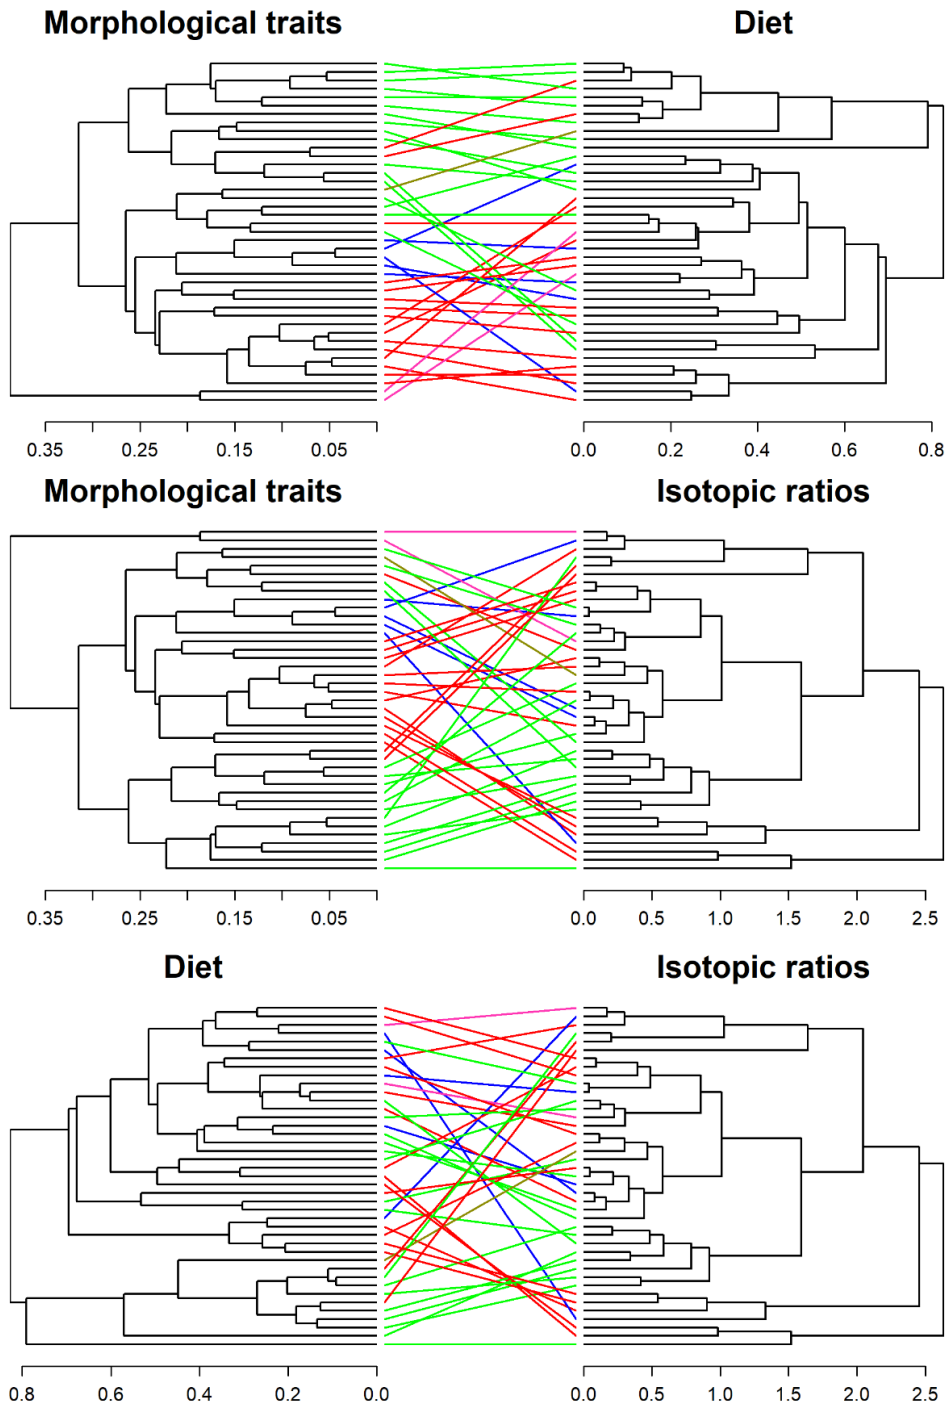 Morphological traits Diet
0.35 0.25 0.15 0.05 0.0 0.2 0.4 0.6 0.8
Morphological traits Isotopic ratios
0.35 0.25 0.15 0.05 0.0 0.5 1.0 1.5 2.0 2.5
Diet Isotopic ratios
0.8 0.6 0.4 0.2 0.0 0.0 0.5 1.0 1.5 2.0 2.5